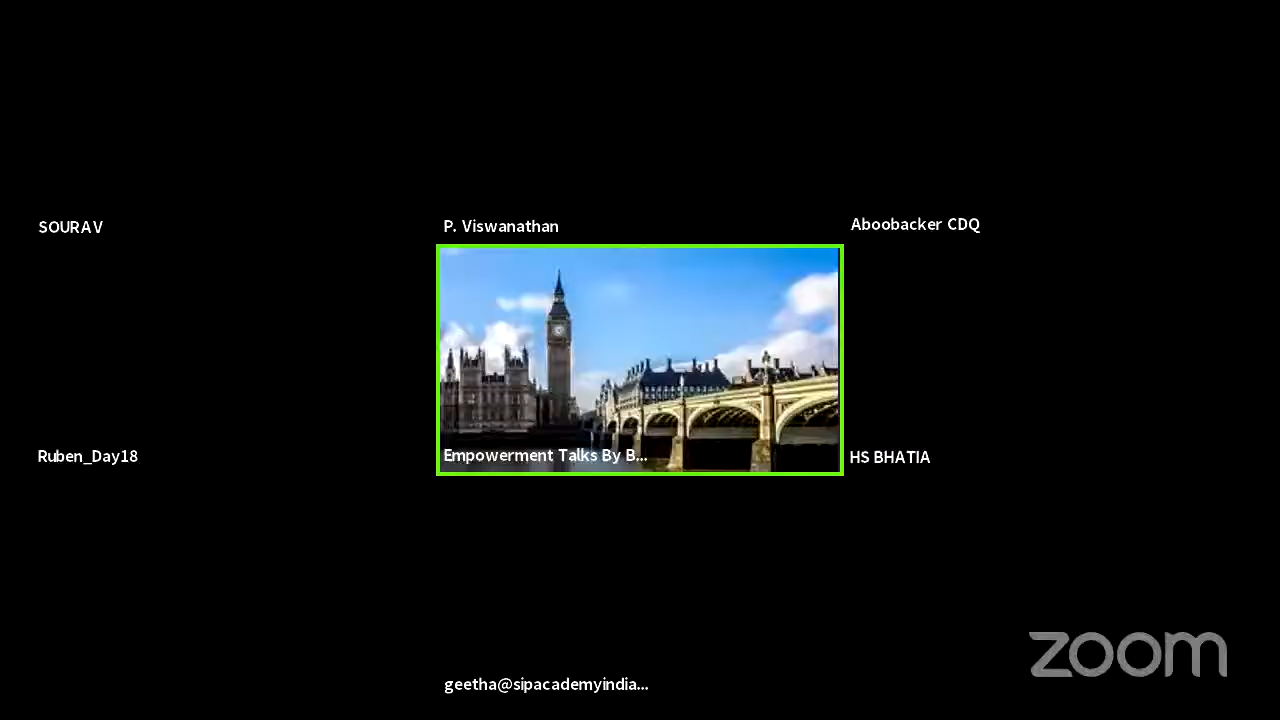 SOURAV
P. Viswanathan
Aboobacker CDQ
Ruben_Day18
Empowerment Talks By B...
HS BHATIA
zoom
geetha@sipacademyindia...